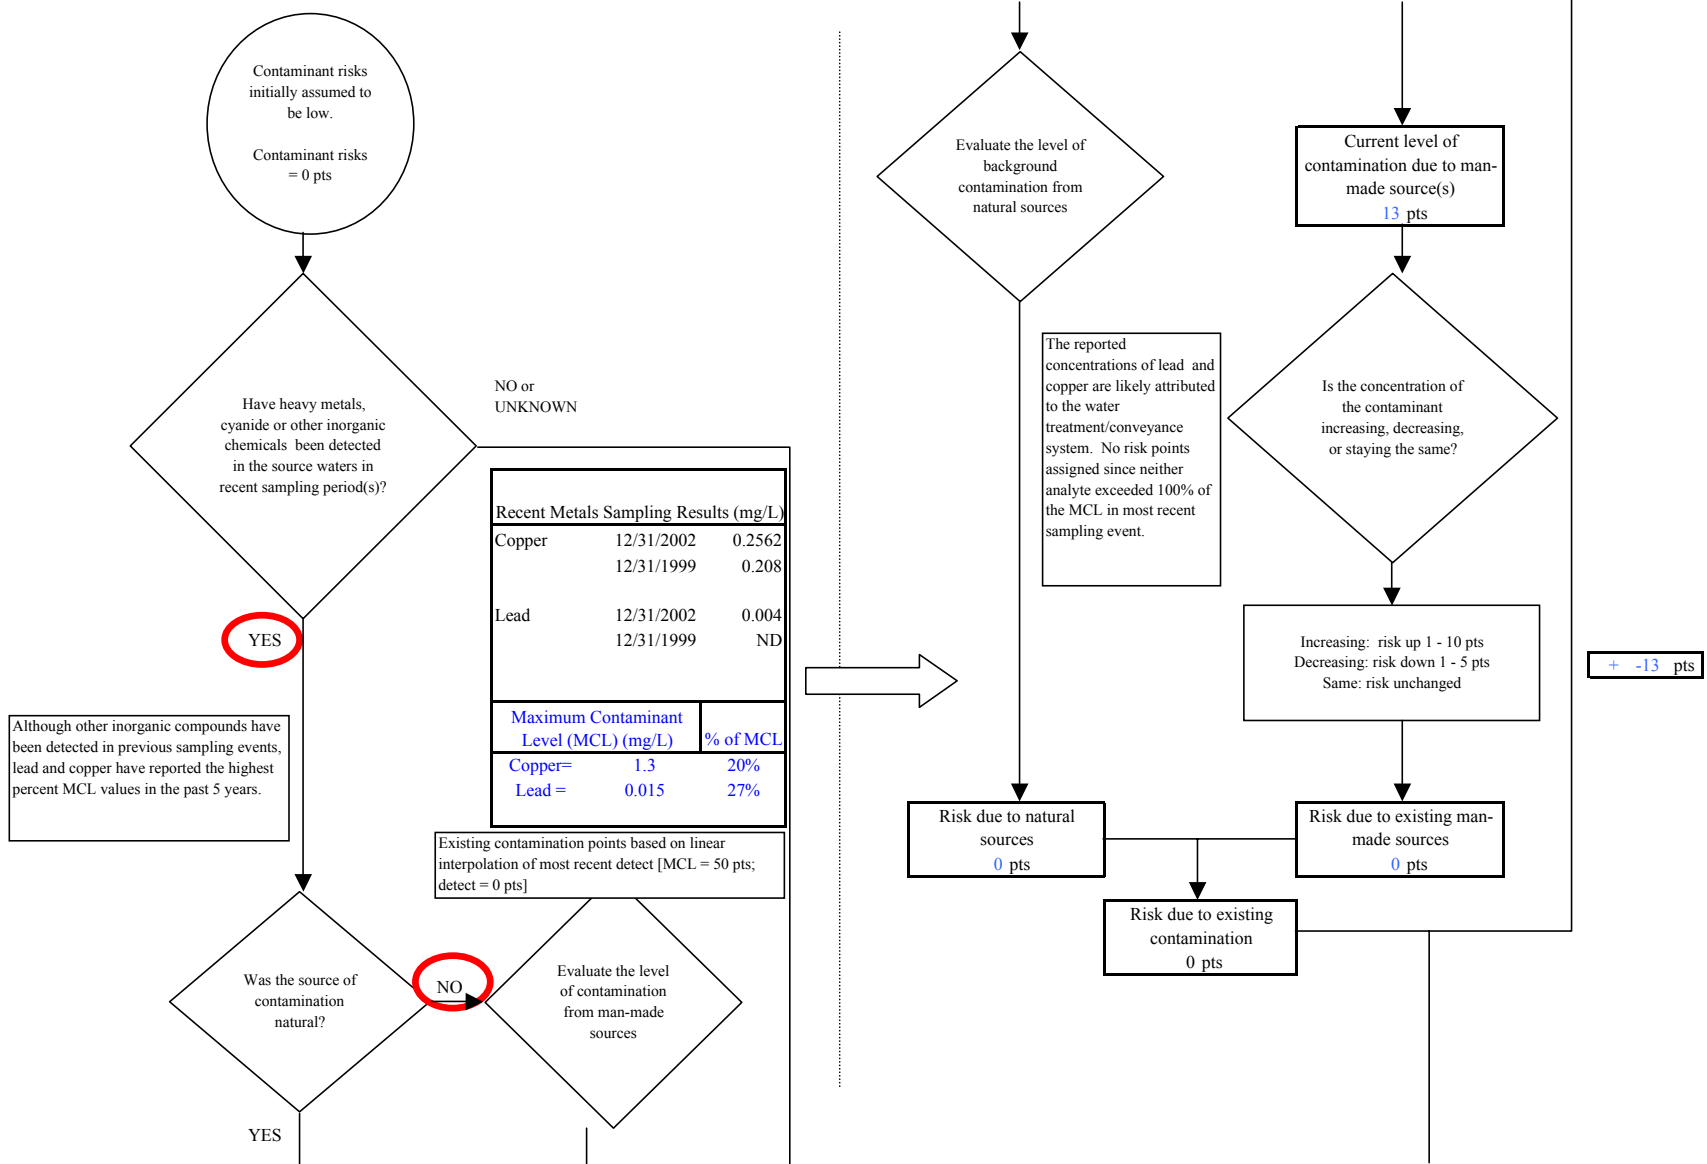 Contaminant risks
initially assumed to
be low.
Contaminant risks
= 0 pts
Have heavy metals,
cyanide or other inorganic
chemicals been detected
in the source waters in
recent sampling period(s)?
NO or
UNKNOWN
YES
Recent Metals Sampling Results (mg/L)
Copper 12/31/2002 0.2562
12/31/1999 0.208
Lead 12/31/2002 0.004
12/31/1999 ND
Maximum Contaminant
Level (MCL) (mg/L) % of MCL
Copper= 1.3 20%
Lead = 0.015 27%
Although other inorganic compounds have
been detected in previous sampling events,
lead and copper have reported the highest
percent MCL values in the past 5 years.
Existing contamination points based on linear
interpolation of most recent detect [MCL = 50 pts;
detect = 0 pts]
Was the source of
contamination
natural?
NO
Evaluate the level
of contamination
from man-made
sources
YES
Evaluate the level of
background
contamination from
natural sources
The reported
concentrations of lead and
copper are likely attributed
to the water
treatment/conveyance
system. No risk points
assigned since neither
analyte exceeded 100% of
the MCL in most recent
sampling event.
Current level of
contamination due to man-
made source(s)
13 pts
Is the concentration of
the contaminant
increasing, decreasing,
or staying the same?
Increasing: risk up 1 - 10 pts
Decreasing: risk down 1 - 5 pts
Same: risk unchanged
+ -13 pts
Risk due to natural
sources
0 pts
Risk due to existing man-
made sources
0 pts
Risk due to existing
contamination
0 pts